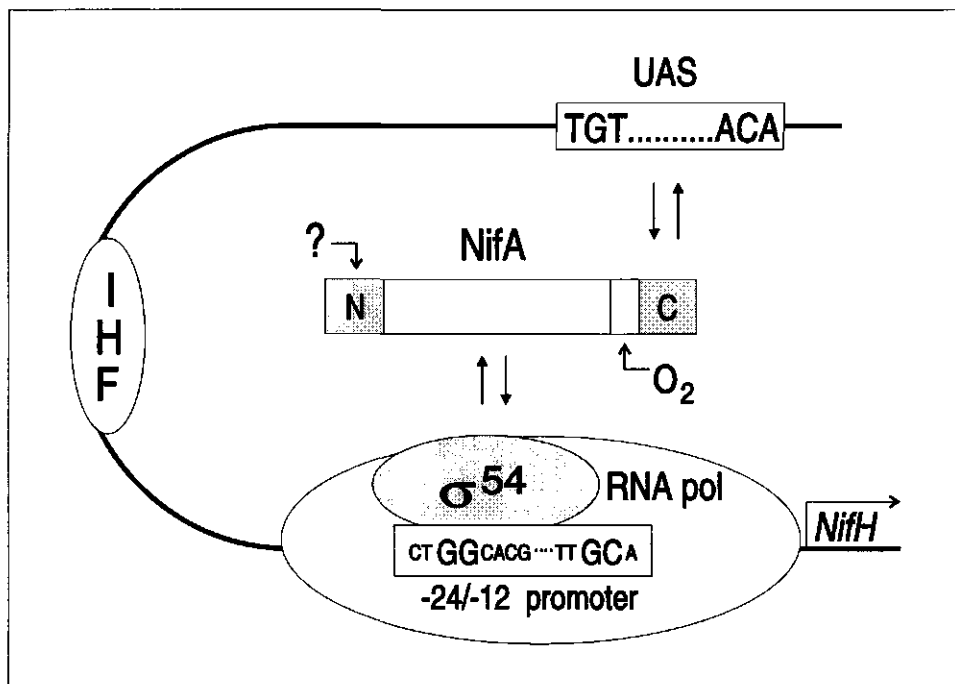 UAS
TGT..........ACA
?
NifA
N
C
O2
I
H
F
σ54
RNA pol
NifH
CT GG CACG ···· TT GC A
-24/-12 promoter